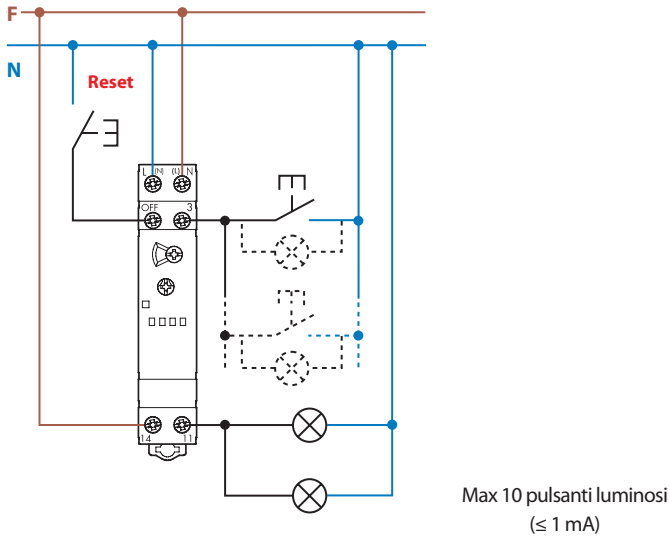 F
N
Reset
L (N) (L) N
OFF 3
14 11
Max 10 pulsanti luminosi
(≤ 1 mA)